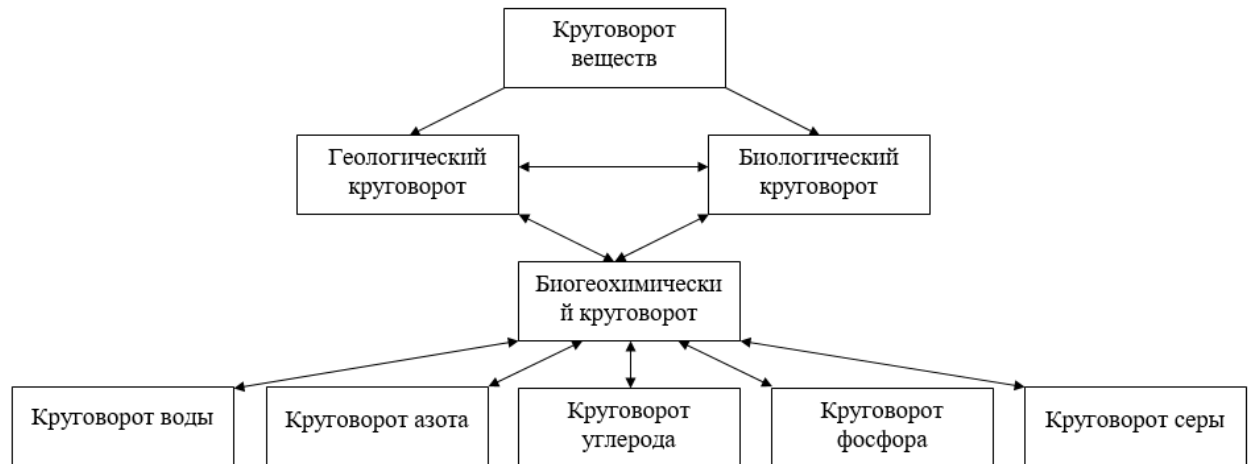 Круговорот
веществ
Геологический
круговорот
Биологический
круговорот
Биогеохимически
й круговорот
Круговорот воды
Круговорот азота
Круговорот
углерода
Круговорот
фосфора
Круговорот серы